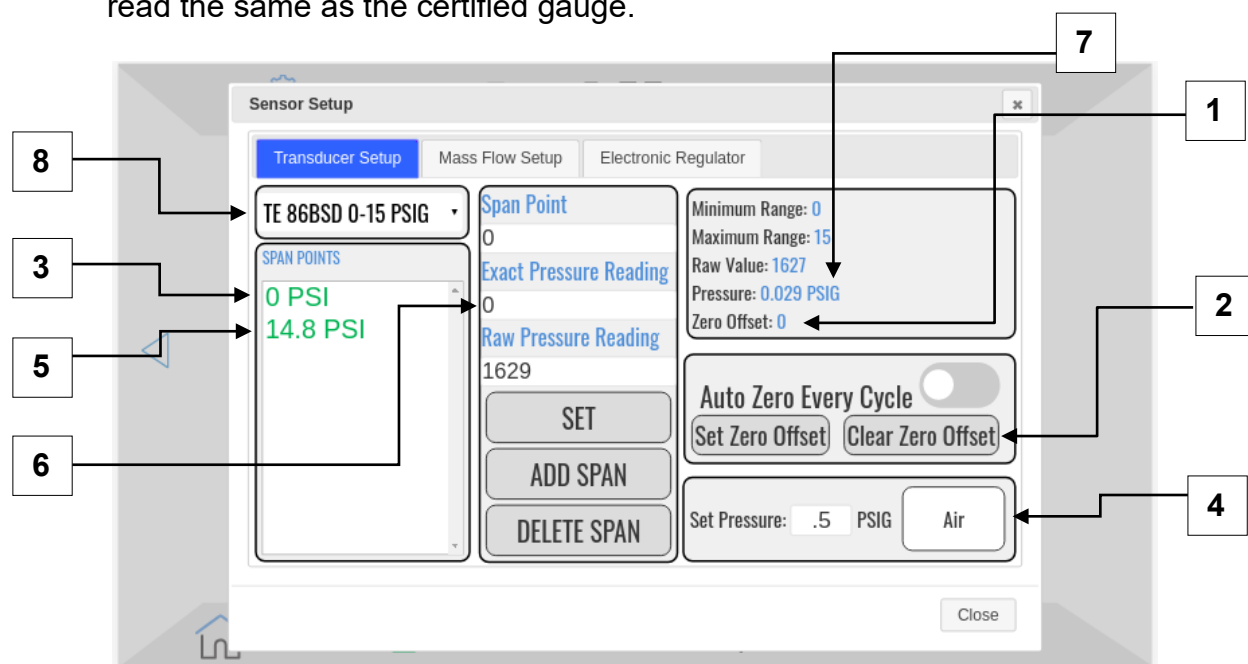 read the same as the certified gauge.
7
1
Sensor Setup
8
Transducer Setup
Mass Flow Setup
Electronic Regulator
TE 86BSD 0-15 PSIG
Span Point
0
Exact Pressure Reading
0
Raw Pressure Reading
1629
SET
ADD SPAN
DELETE SPAN
Minimum Range: 0
Maximum Range: 15
Raw Value: 1627
Pressure: 0.029 PSIG
Zero Offset: 0
3
SPAN POINTS
0 PSI
14.8 PSI
5
6
2
Auto Zero Every Cycle
Set Zero Offset
Clear Zero Offset
4
Set Pressure: .5 PSIG
Air
Close